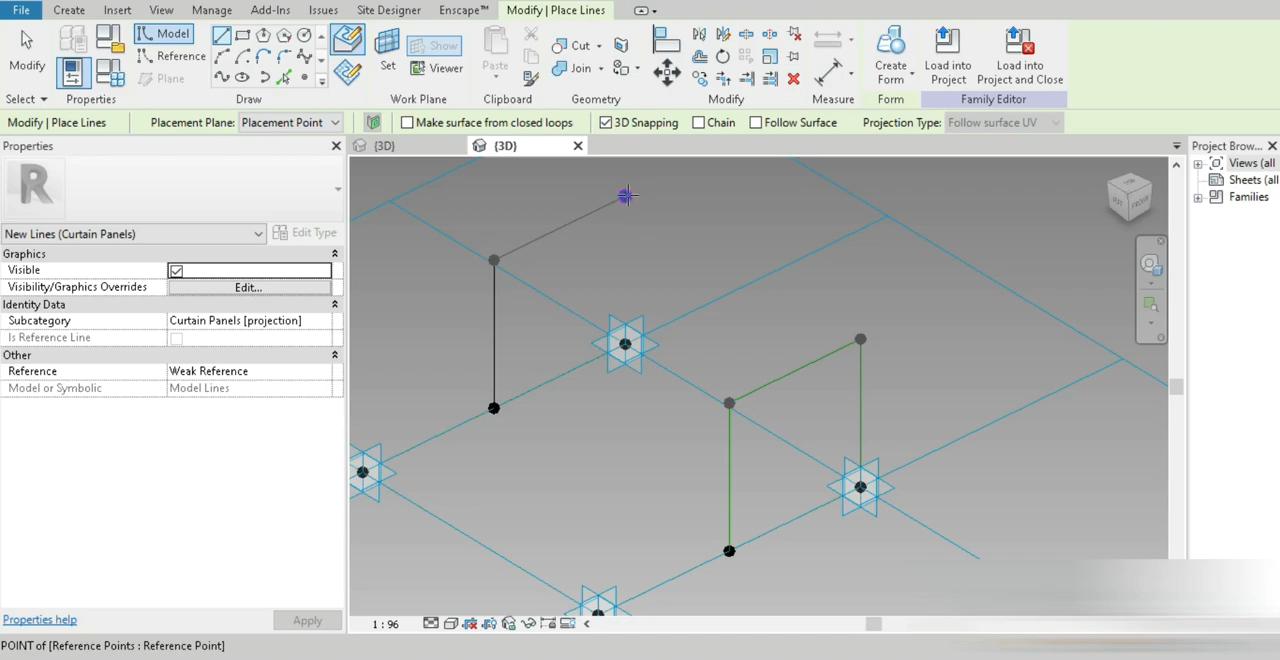 File Create Insert View Manage Add-Ins Issues Site Designer Enscape™ Modify | Place Lines
Modify
Model
Reference
Plane
Set
Show
Viewer
Paste
Cut
Join
Create
Form
Load into
Project
Load into
Project and Close
Select Properties Draw Work Plane Clipboard Geometry Modify Measure Form Family Editor
Modify | Place Lines Placement Plane: Placement Point Make surface from closed loops 3D Snapping Chain Follow Surface Projection Type: Follow surface UV
Properties
{3D} {3D}
Project Brow...
Views (all
Sheets (all
Families
R
New Lines (Curtain Panels) Edit Type
Graphics
Visible
Visibility/Graphics Overrides Edit...
Identity Data
Subcategory Curtain Panels [projection]
Is Reference Line
Other
Reference Weak Reference
Model or Symbolic Model Lines
FRONT
Properties help Apply
1 : 96
POINT of [Reference Points : Reference Point]